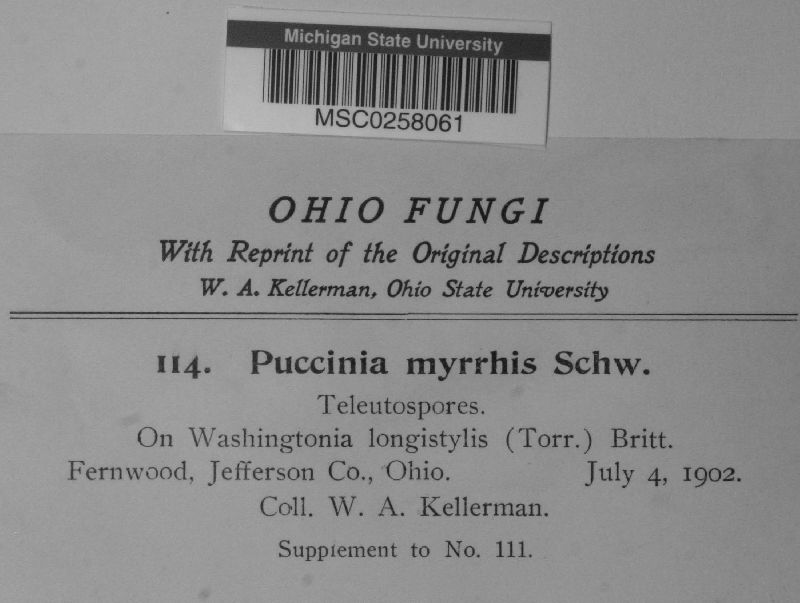 Michigan State University
MSC0258061
OHIO FUNGI
With Reprint of the Original Descriptions
W. A. Kellerman, Ohio State University
114. Puccinia myrrhis Schw.
Teleutospores.
On Washingtonia longistylis (Torr.) Britt.
Fernwood, Jefferson Co., Ohio. July 4, 1902.
Coll. W. A. Kellerman.
Supplement to No. 111.